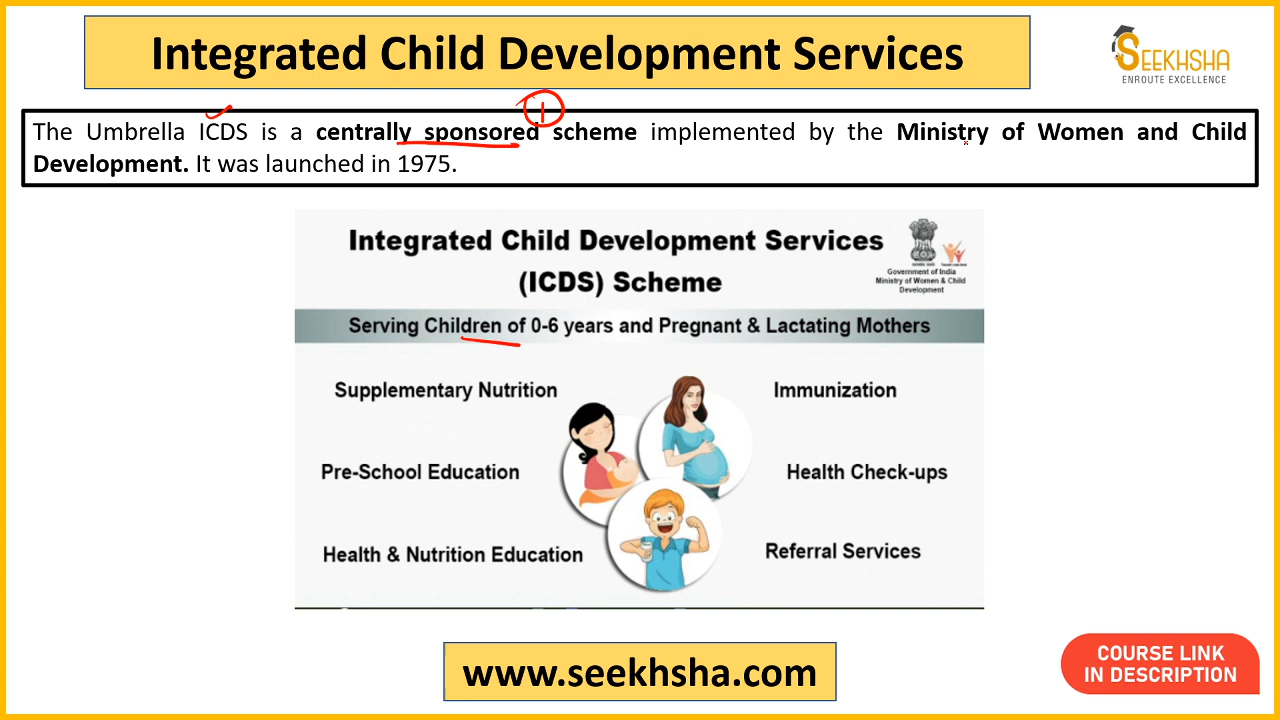 Integrated Child Development Services
SEEKHSHA
ENROUTE EXCELLENCE
1
The Umbrella ICDS is a centrally sponsored scheme implemented by the Ministry of Women and Child
Development. It was launched in 1975.
Integrated Child Development Services
(ICDS) Scheme
Government of India
Ministry of Women & Child
Development
Serving Children of 0-6 years and Pregnant & Lactating Mothers
Supplementary Nutrition
Immunization
Pre-School Education
Health Check-ups
Health & Nutrition Education
Referral Services
www.seekhsha.com
COURSE LINK
IN DESCRIPTION